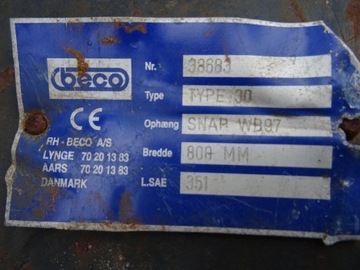 beco
CE
RH - BECO A/S
LYNGE 70 20 13 83
AARS 70 20 13 83
DANMARK
Nr. 38683
Type TYPE 30
Ophæng SNAP WB97
Bredde 800 MM
L.SAE 351